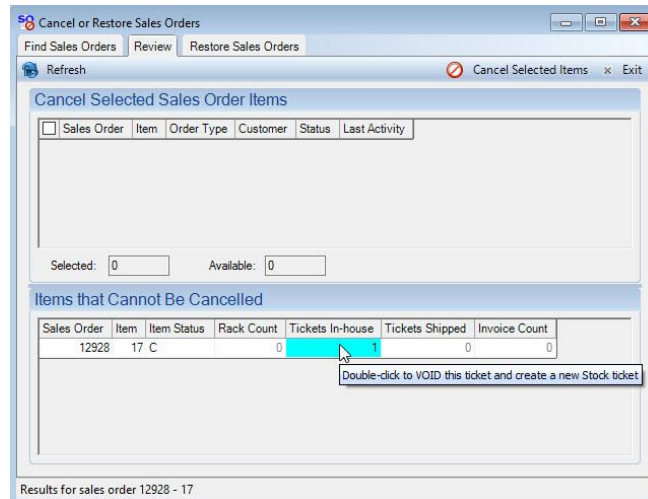 Cancel or Restore Sales Orders
Find Sales Orders Review Restore Sales Orders
Refresh Cancel Selected Items × Exit
Cancel Selected Sales Order Items
Sales Order Item Order Type Customer Status Last Activity
Selected: 0 Available: 0
Items that Cannot Be Cancelled
Sales Order Item Item Status Rack Count Tickets In-house Tickets Shipped Invoice Count
12928 17 C 0 1 0 0
Double-click to VOID this ticket and create a new Stock ticket
Results for sales order 12928 - 17